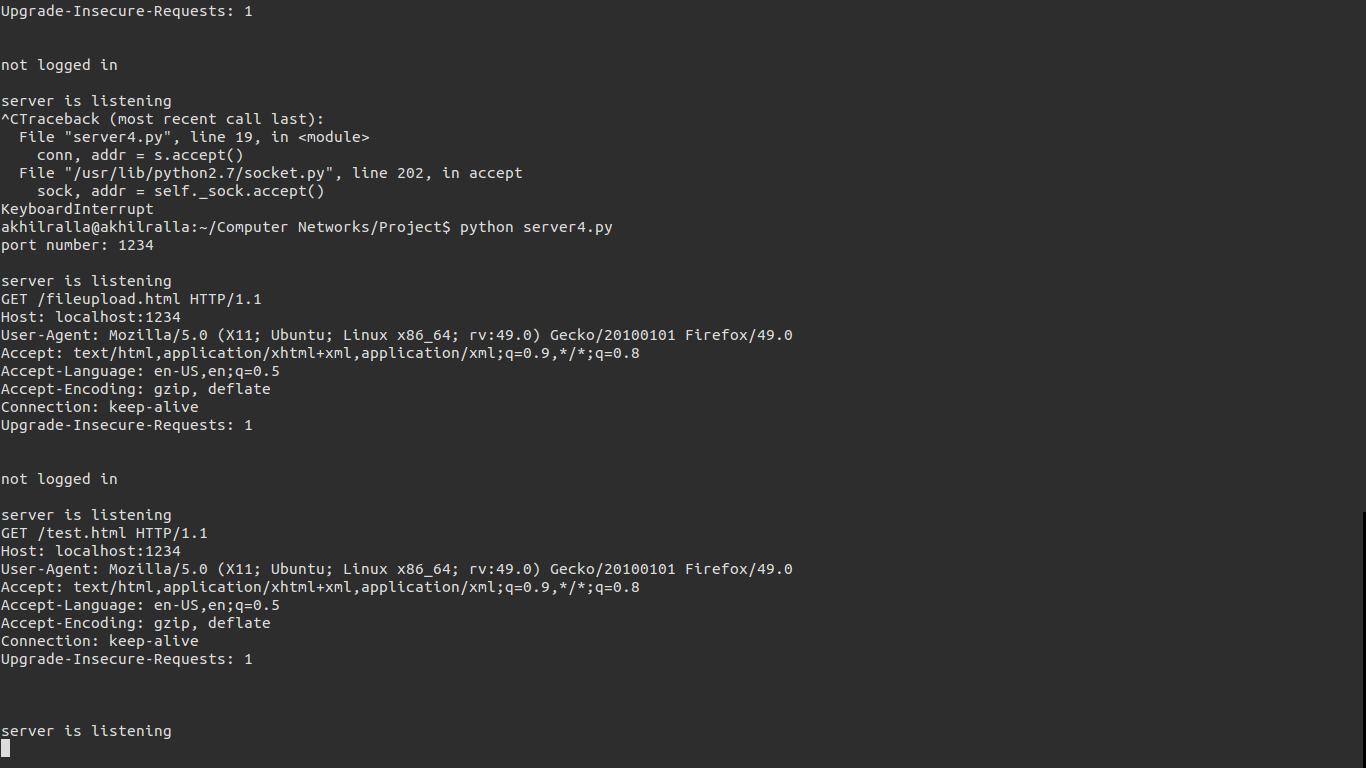 Upgrade-Insecure-Requests: 1
not logged in
server is listening
^CTraceback (most recent call last):
  File "server4.py", line 19, in <module>
    conn, addr = s.accept()
  File "/usr/lib/python2.7/socket.py", line 202, in accept
    sock, addr = self._sock.accept()
KeyboardInterrupt
akhilralla@akhilralla:~/Computer Networks/Project$ python server4.py
port number: 1234
server is listening
GET /fileupload.html HTTP/1.1
Host: localhost:1234
User-Agent: Mozilla/5.0 (X11; Ubuntu; Linux x86_64; rv:49.0) Gecko/20100101 Firefox/49.0
Accept: text/html,application/xhtml+xml,application/xml;q=0.9,*/*;q=0.8
Accept-Language: en-US,en;q=0.5
Accept-Encoding: gzip, deflate
Connection: keep-alive
Upgrade-Insecure-Requests: 1
not logged in
server is listening
GET /test.html HTTP/1.1
Host: localhost:1234
User-Agent: Mozilla/5.0 (X11; Ubuntu; Linux x86_64; rv:49.0) Gecko/20100101 Firefox/49.0
Accept: text/html,application/xhtml+xml,application/xml;q=0.9,*/*;q=0.8
Accept-Language: en-US,en;q=0.5
Accept-Encoding: gzip, deflate
Connection: keep-alive
Upgrade-Insecure-Requests: 1
server is listening